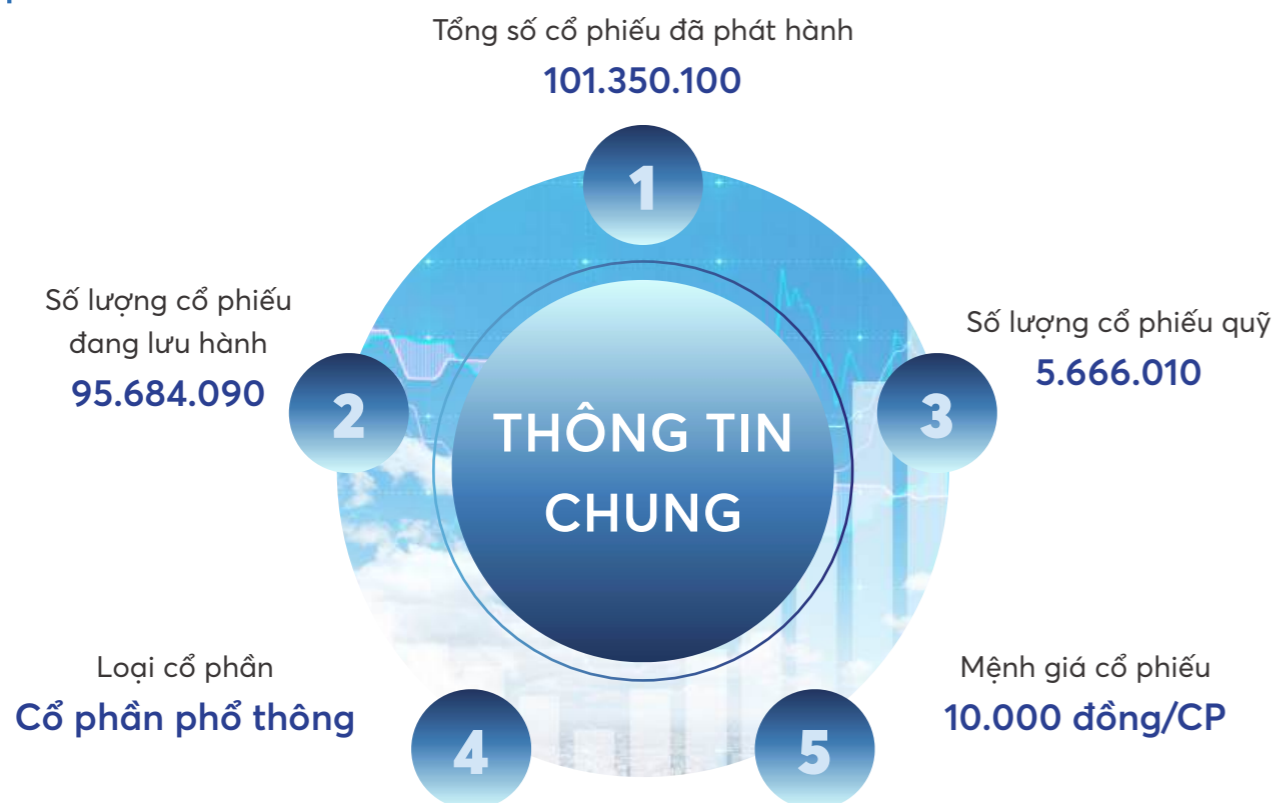 Tổng số cổ phiếu đã phát hành
101.350.100
1
Số lượng cổ phiếu
đang lưu hành
95.684.090
2
Số lượng cổ phiếu quỹ
5.666.010
3
THÔNG TIN
CHUNG
Loại cổ phần
Cổ phần phổ thông
4
Mệnh giá cổ phiếu
10.000 đồng/CP
5